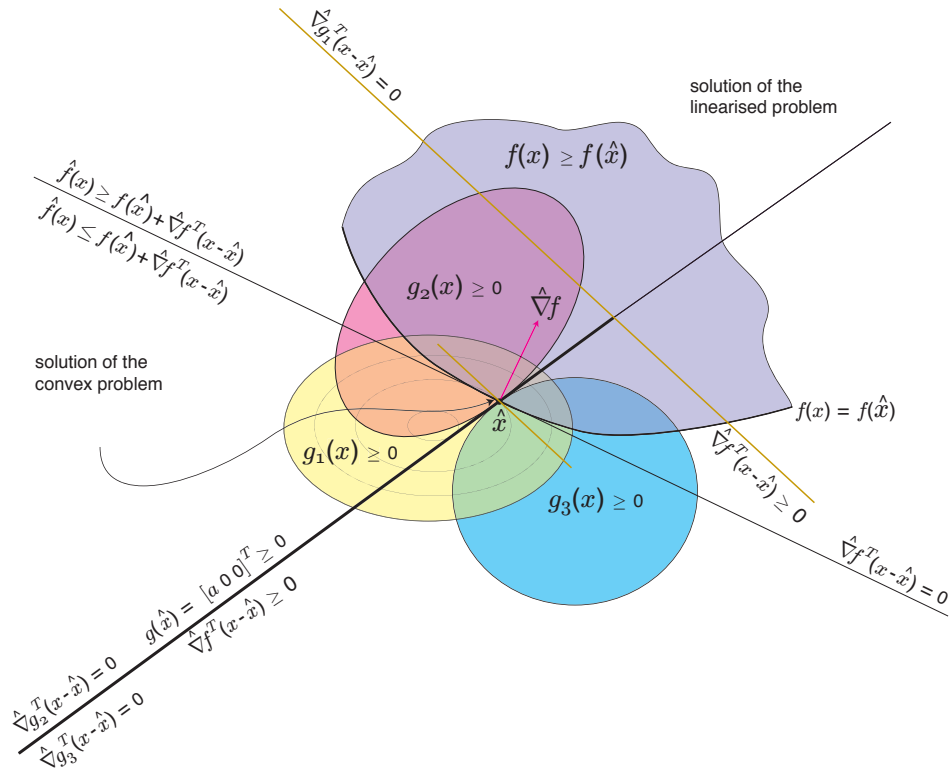 ∇̂g₁ᵀ(x-x̂) = 0
solution of the
linearised problem
f(x) ≥ f(x̂)
f̂(x) ≥ f(x̂) + ∇̂fᵀ(x-x̂)
f̂(x) ≤ f(x̂) + ∇̂fᵀ(x-x̂)
g₂(x) ≥ 0
∇̂f
solution of the
convex problem
x̂
f(x) = f(x̂)
g₁(x) ≥ 0
∇̂fᵀ(x-x̂) ≥ 0
g₃(x) ≥ 0
∇̂fᵀ(x-x̂) = 0
g(x̂) = [a 0 0]ᵀ ≥ 0
∇̂fᵀ(x-x̂) ≥ 0
∇̂g₂ᵀ(x-x̂) = 0
∇̂g₃ᵀ(x-x̂) = 0